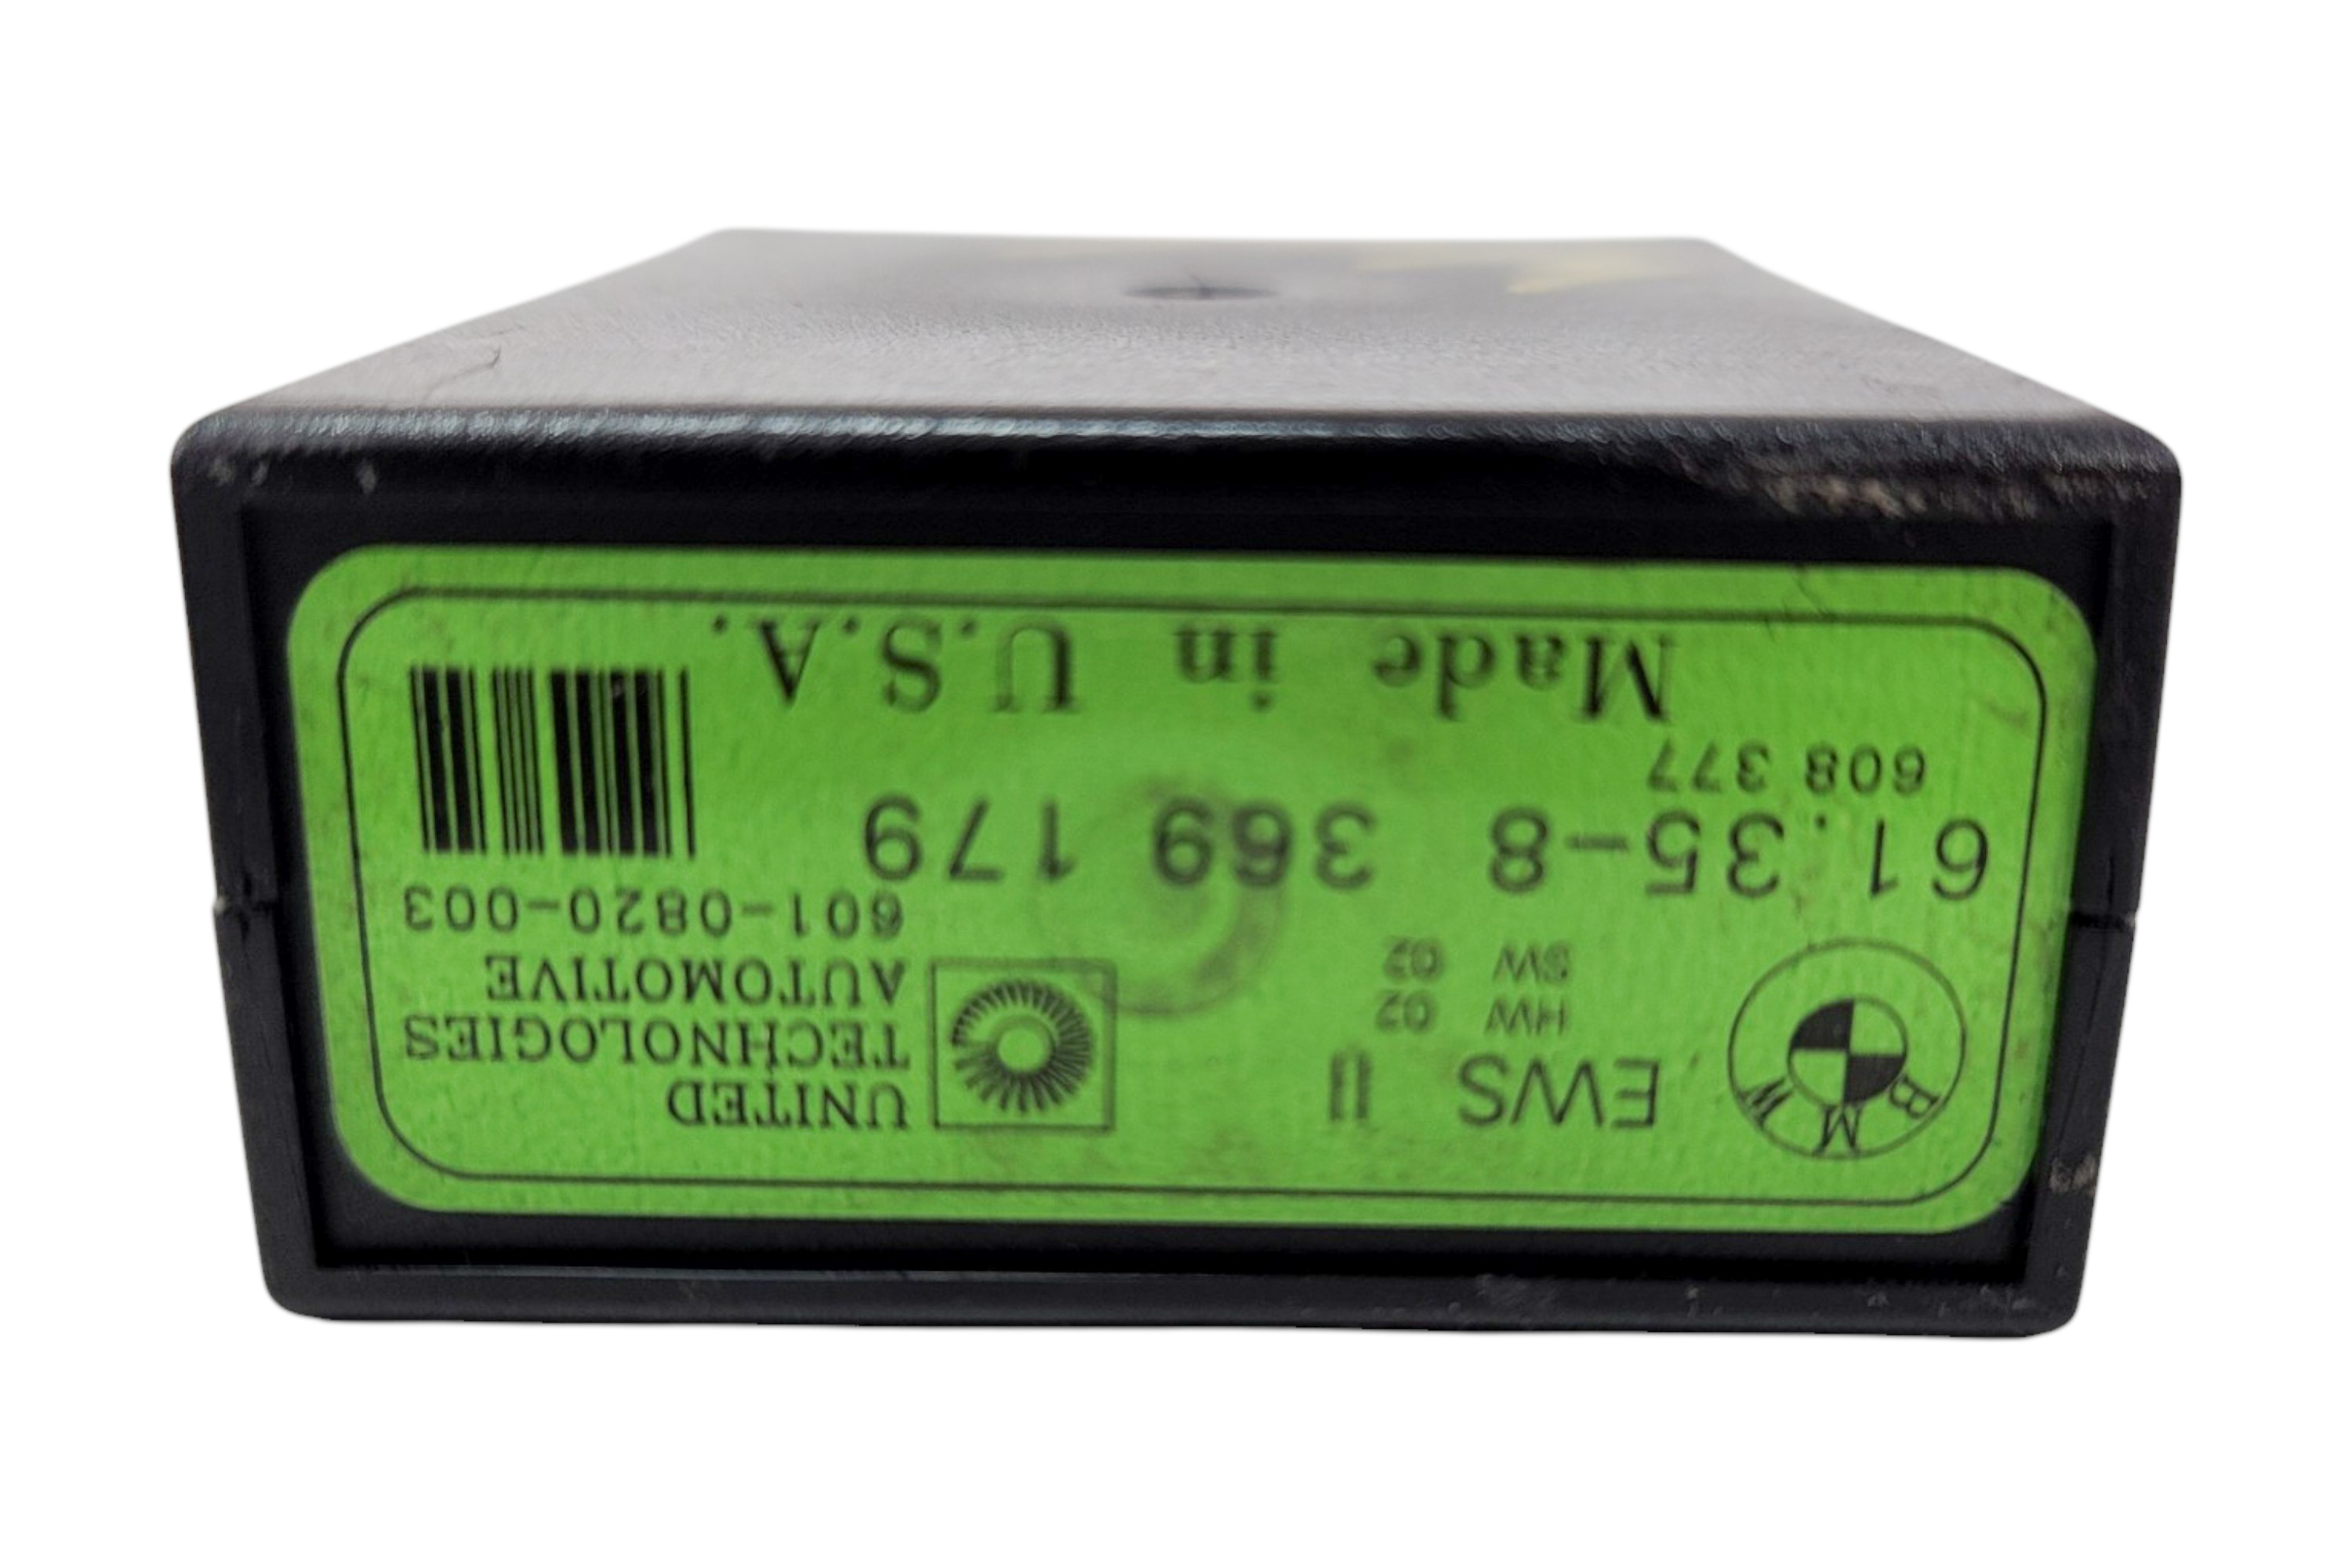 BMW
EWS II
HW 02
SW 02
61.35-8 369 179
608 377
Made in U.S.A.
UNITED
TECHNOLOGIES
AUTOMOTIVE
601-0820-003